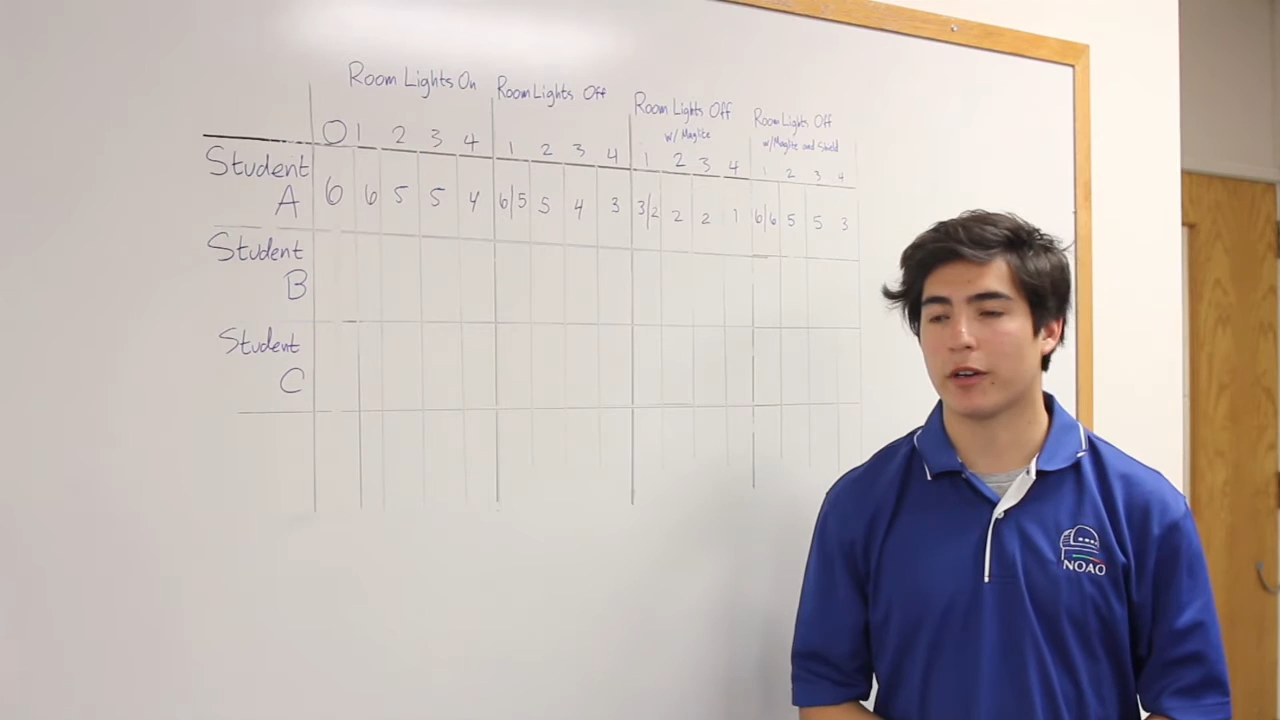 Room Lights On
Room Lights Off
Room Lights Off
w/ Maglite
Room Lights Off
w/ Maglite and Shield
0 1 2 3 4 1 2 3 4 1 2 3 4 1 2 3 4
Student
A
6 6 5 5 4 6/5 5 4 3 3/2 2 2 1 6/6 5 5 3
Student
B
Student
C
NOAO